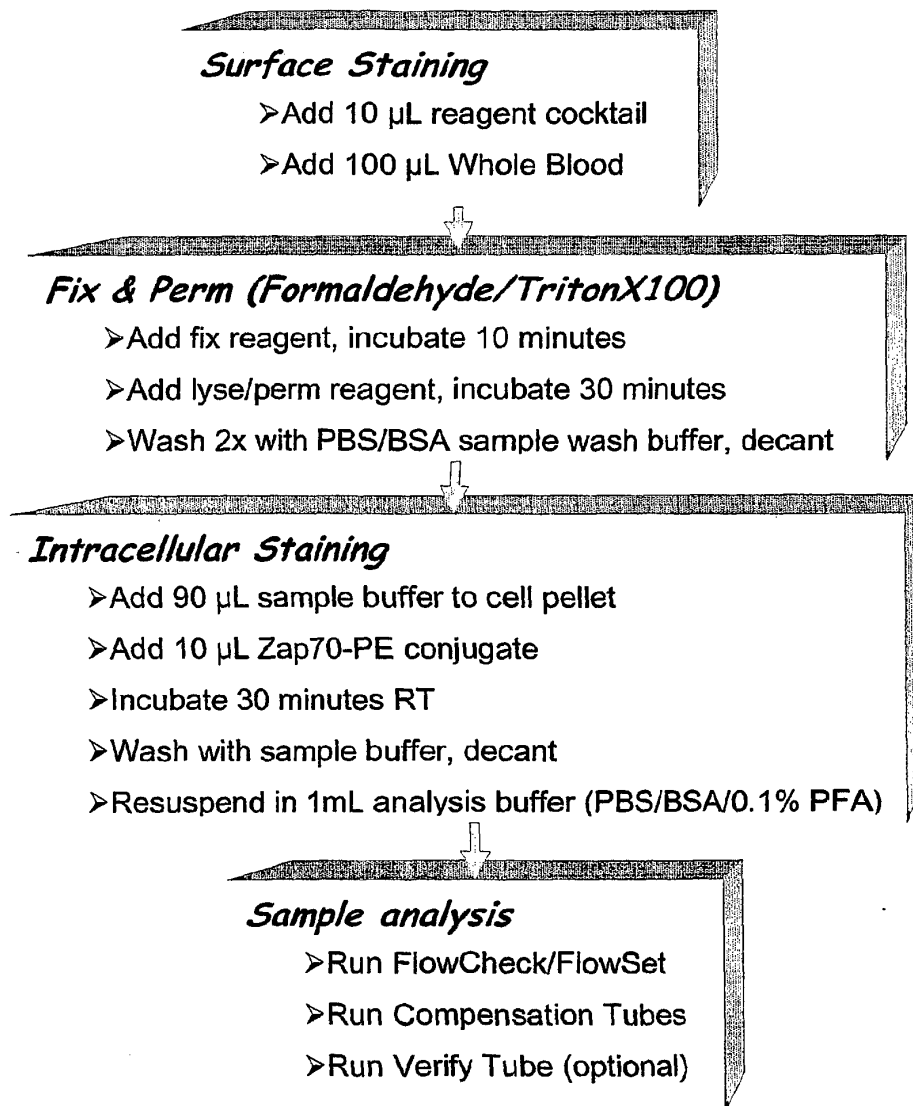 Surface Staining
➢Add 10 µL reagent cocktail
➢Add 100 µL Whole Blood
Fix & Perm (Formaldehyde/TritonX100)
➢Add fix reagent, incubate 10 minutes
➢Add lyse/perm reagent, incubate 30 minutes
➢Wash 2x with PBS/BSA sample wash buffer, decant
Intracellular Staining
➢Add 90 µL sample buffer to cell pellet
➢Add 10 µL Zap70-PE conjugate
➢Incubate 30 minutes RT
➢Wash with sample buffer, decant
➢Resuspend in 1mL analysis buffer (PBS/BSA/0.1% PFA)
Sample analysis
➢Run FlowCheck/FlowSet
➢Run Compensation Tubes
➢Run Verify Tube (optional)